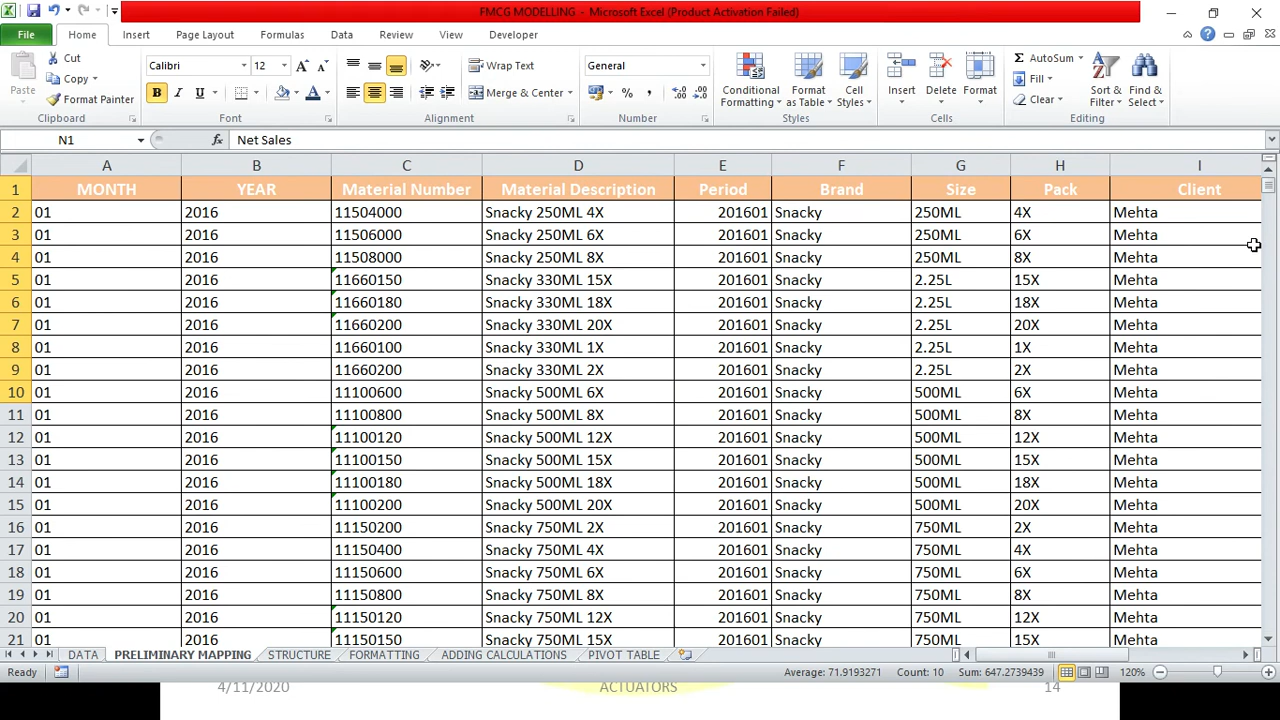 FMCG MODELLING - Microsoft Excel (Product Activation Failed)
File Home Insert Page Layout Formulas Data Review View Developer
Paste Cut Copy Format Painter Clipboard
Calibri 12 B I U A A A Font
Wrap Text Merge & Center Alignment
General % , Number
Conditional Formatting Format as Table Cell Styles Styles
Insert Delete Format Cells
Σ AutoSum Fill Clear Sort & Filter Find & Select Editing
N1 fx Net Sales
A B C D E F G H I
1 MONTH YEAR Material Number Material Description Period Brand Size Pack Client
2 01 2016 11504000 Snacky 250ML 4X 201601 Snacky 250ML 4X Mehta
3 01 2016 11506000 Snacky 250ML 6X 201601 Snacky 250ML 6X Mehta
4 01 2016 11508000 Snacky 250ML 8X 201601 Snacky 250ML 8X Mehta
5 01 2016 11660150 Snacky 330ML 15X 201601 Snacky 2.25L 15X Mehta
6 01 2016 11660180 Snacky 330ML 18X 201601 Snacky 2.25L 18X Mehta
7 01 2016 11660200 Snacky 330ML 20X 201601 Snacky 2.25L 20X Mehta
8 01 2016 11660100 Snacky 330ML 1X 201601 Snacky 2.25L 1X Mehta
9 01 2016 11660200 Snacky 330ML 2X 201601 Snacky 2.25L 2X Mehta
10 01 2016 11100600 Snacky 500ML 6X 201601 Snacky 500ML 6X Mehta
11 01 2016 11100800 Snacky 500ML 8X 201601 Snacky 500ML 8X Mehta
12 01 2016 11100120 Snacky 500ML 12X 201601 Snacky 500ML 12X Mehta
13 01 2016 11100150 Snacky 500ML 15X 201601 Snacky 500ML 15X Mehta
14 01 2016 11100180 Snacky 500ML 18X 201601 Snacky 500ML 18X Mehta
15 01 2016 11100200 Snacky 500ML 20X 201601 Snacky 500ML 20X Mehta
16 01 2016 11150200 Snacky 750ML 2X 201601 Snacky 750ML 2X Mehta
17 01 2016 11150400 Snacky 750ML 4X 201601 Snacky 750ML 4X Mehta
18 01 2016 11150600 Snacky 750ML 6X 201601 Snacky 750ML 6X Mehta
19 01 2016 11150800 Snacky 750ML 8X 201601 Snacky 750ML 8X Mehta
20 01 2016 11150120 Snacky 750ML 12X 201601 Snacky 750ML 12X Mehta
21 01 2016 11150150 Snacky 750ML 15X 201601 Snacky 750ML 15X Mehta
DATA PRELIMINARY MAPPING STRUCTURE FORMATTING ADDING CALCULATIONS PIVOT TABLE
Ready Average: 71.9193271 Count: 10 Sum: 647.2739439 120%
4/11/2020 ACTUATORS 14